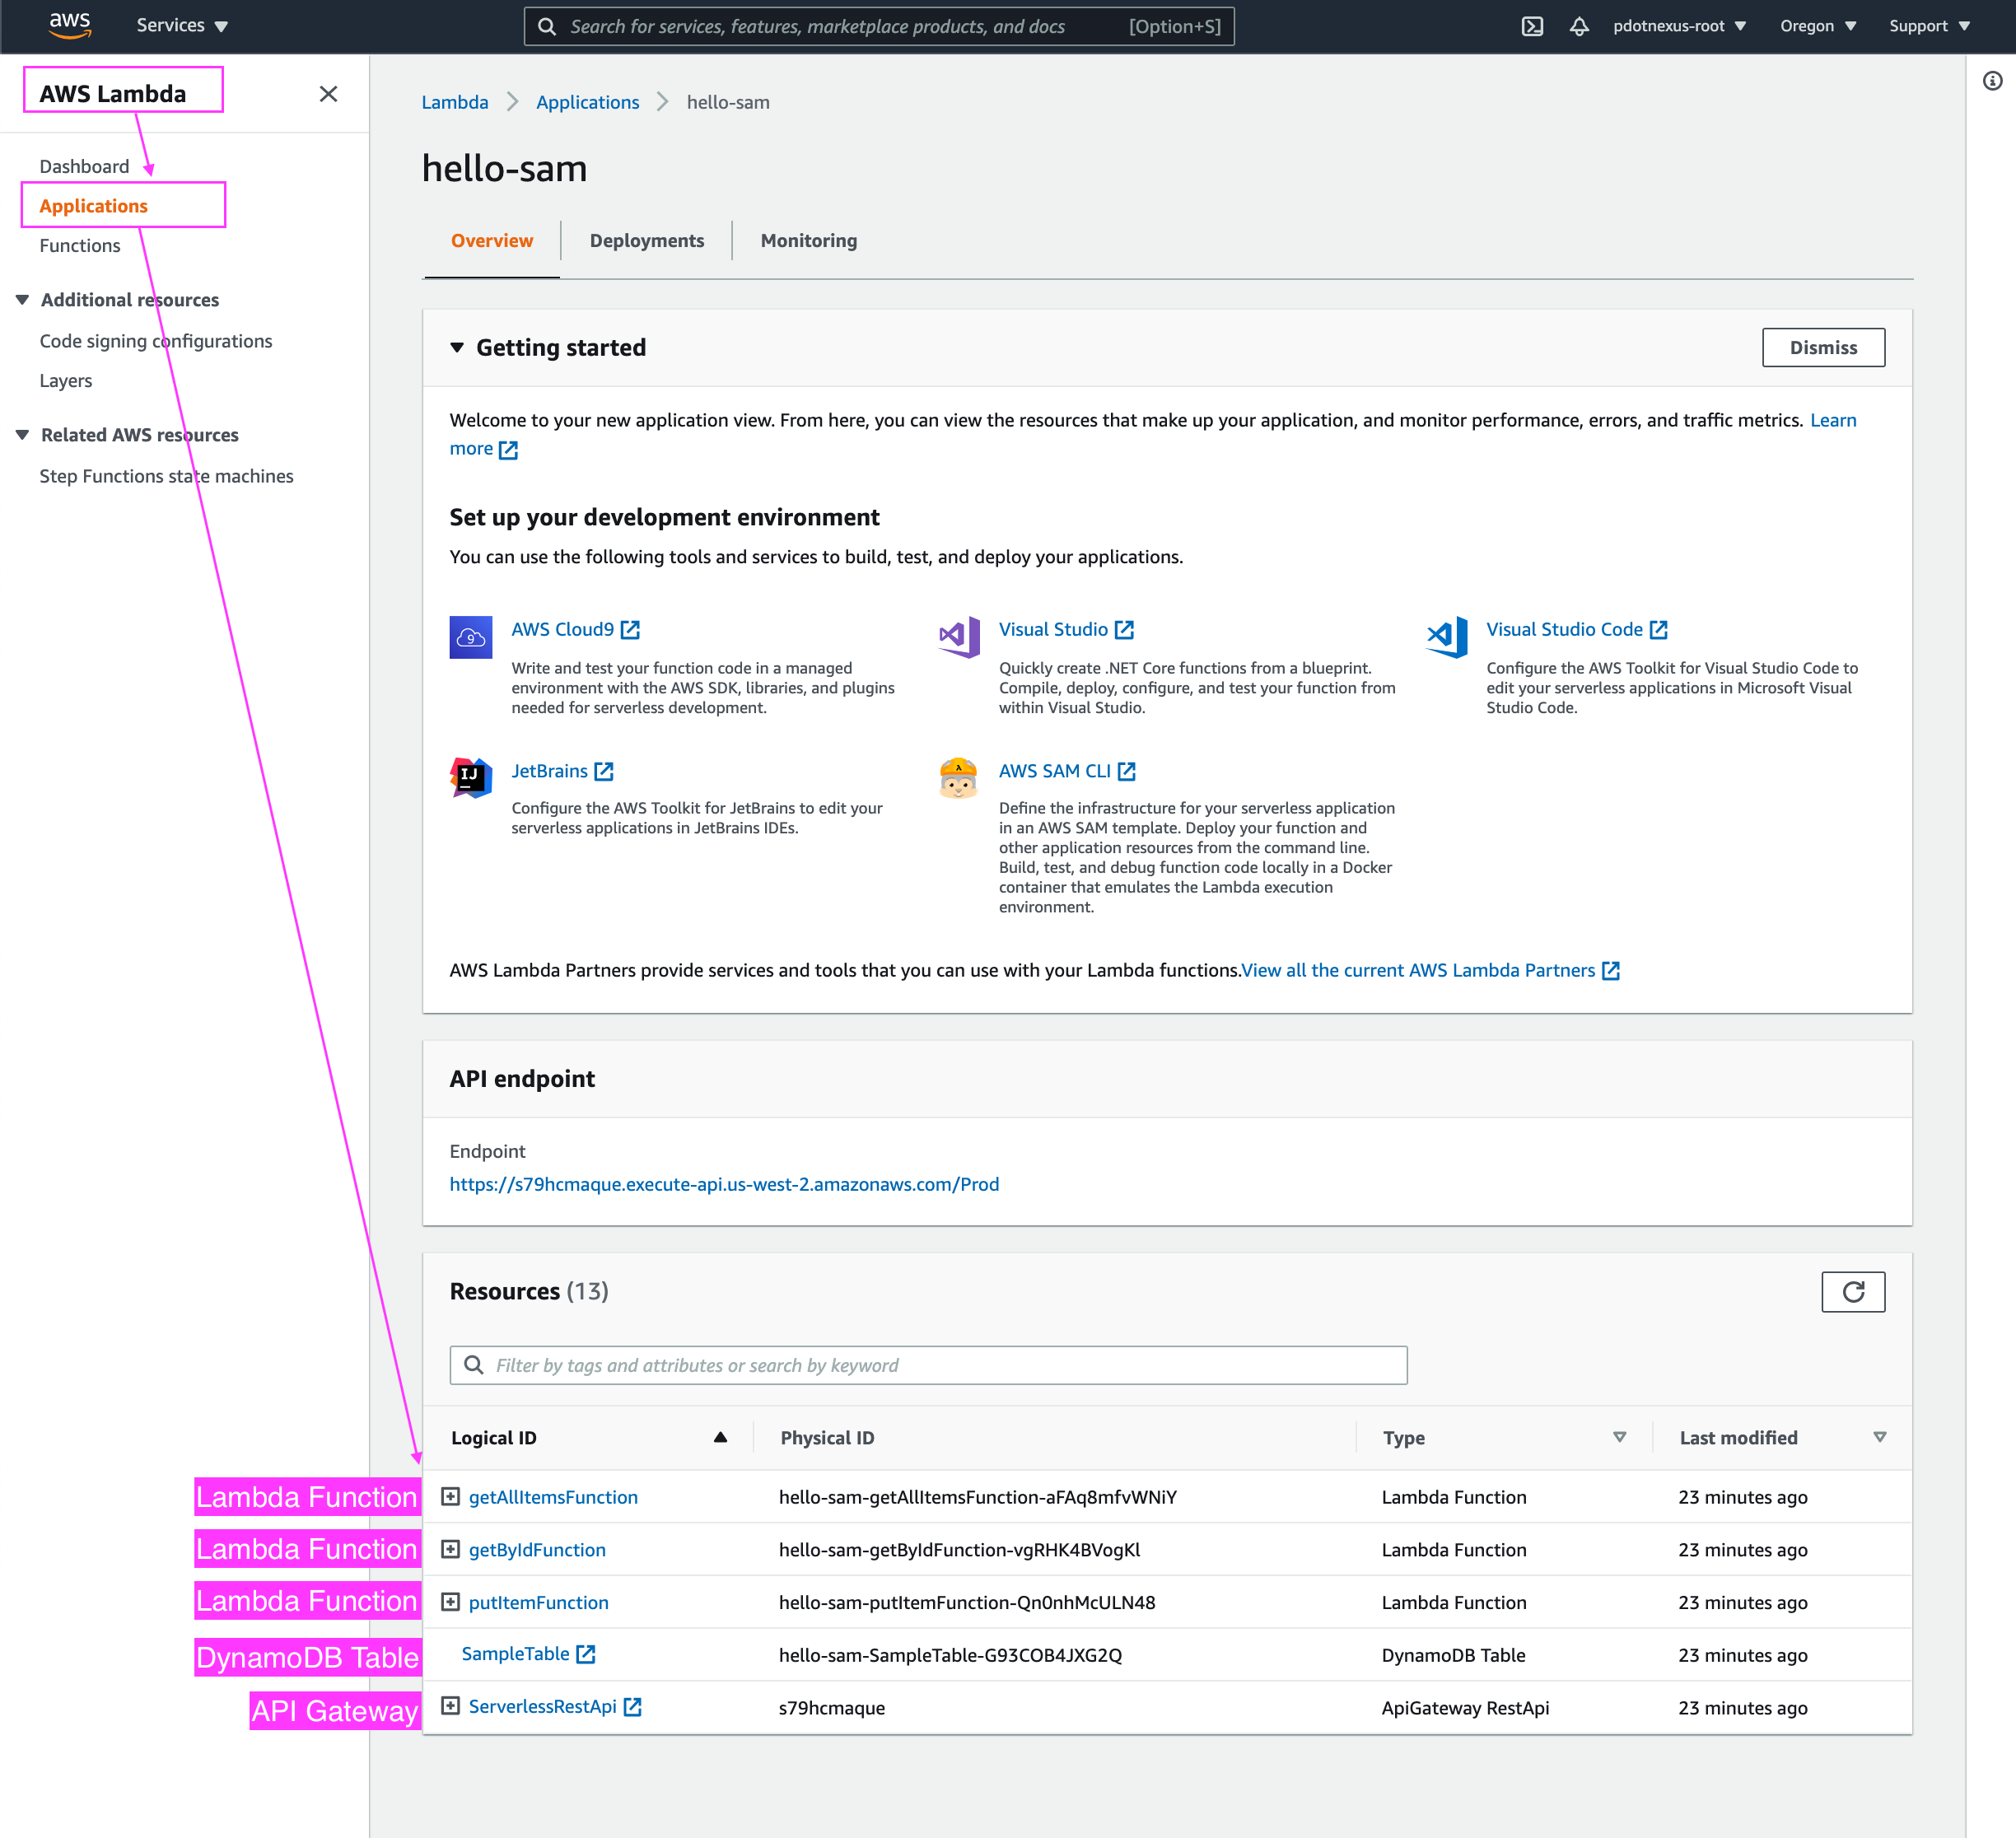 aws
Services
Search for services, features, marketplace products, and docs [Option+S]
pdotnexus-root
Oregon
Support
AWS Lambda
Dashboard
Applications
Functions
Additional resources
Code signing configurations
Layers
Related AWS resources
Step Functions state machines
Lambda
Applications
hello-sam
hello-sam
Overview
Deployments
Monitoring
Getting started
Dismiss
Welcome to your new application view. From here, you can view the resources that make up your application, and monitor performance, errors, and traffic metrics. Learn
more
Set up your development environment
You can use the following tools and services to build, test, and deploy your applications.
9
AWS Cloud9
Write and test your function code in a managed
environment with the AWS SDK, libraries, and plugins
needed for serverless development.
Visual Studio
Quickly create .NET Core functions from a blueprint.
Compile, deploy, configure, and test your function from
within Visual Studio.
Visual Studio Code
Configure the AWS Toolkit for Visual Studio Code to
edit your serverless applications in Microsoft Visual
Studio Code.
IJ
JetBrains
Configure the AWS Toolkit for JetBrains to edit your
serverless applications in JetBrains IDEs.
λ
AWS SAM CLI
Define the infrastructure for your serverless application
in an AWS SAM template. Deploy your function and
other application resources from the command line.
Build, test, and debug function code locally in a Docker
container that emulates the Lambda execution
environment.
AWS Lambda Partners provide services and tools that you can use with your Lambda functions.View all the current AWS Lambda Partners
API endpoint
Endpoint
https://s79hcmaque.execute-api.us-west-2.amazonaws.com/Prod
Resources (13)
Filter by tags and attributes or search by keyword
Logical ID Physical ID Type Last modified
Lambda Function getAllItemsFunction hello-sam-getAllItemsFunction-aFAq8mfvWNiY Lambda Function 23 minutes ago
Lambda Function getByIdFunction hello-sam-getByIdFunction-vgRHK4BVogKl Lambda Function 23 minutes ago
Lambda Function putItemFunction hello-sam-putItemFunction-Qn0nhMcULN48 Lambda Function 23 minutes ago
DynamoDB Table SampleTable hello-sam-SampleTable-G93COB4JXG2Q DynamoDB Table 23 minutes ago
API Gateway ServerlessRestApi s79hcmaque ApiGateway RestApi 23 minutes ago